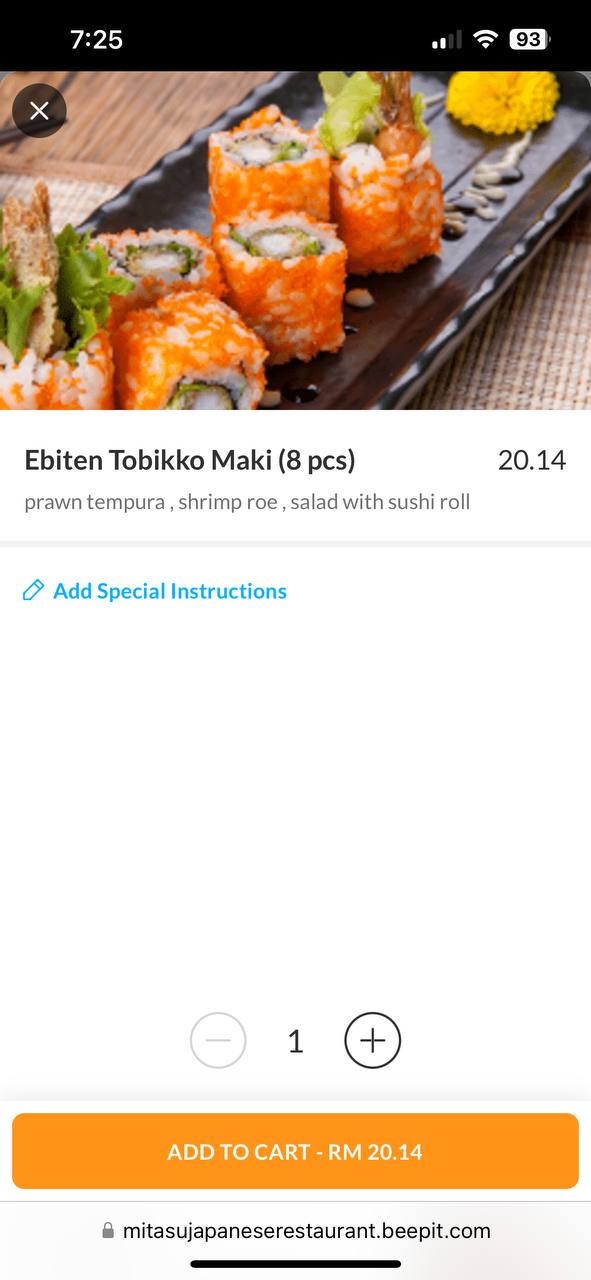 7:25
93
Ebiten Tobikko Maki (8 pcs)
20.14
prawn tempura , shrimp roe , salad with sushi roll
Add Special Instructions
1
ADD TO CART - RM 20.14
mitasujapaneserestaurant.beepit.com